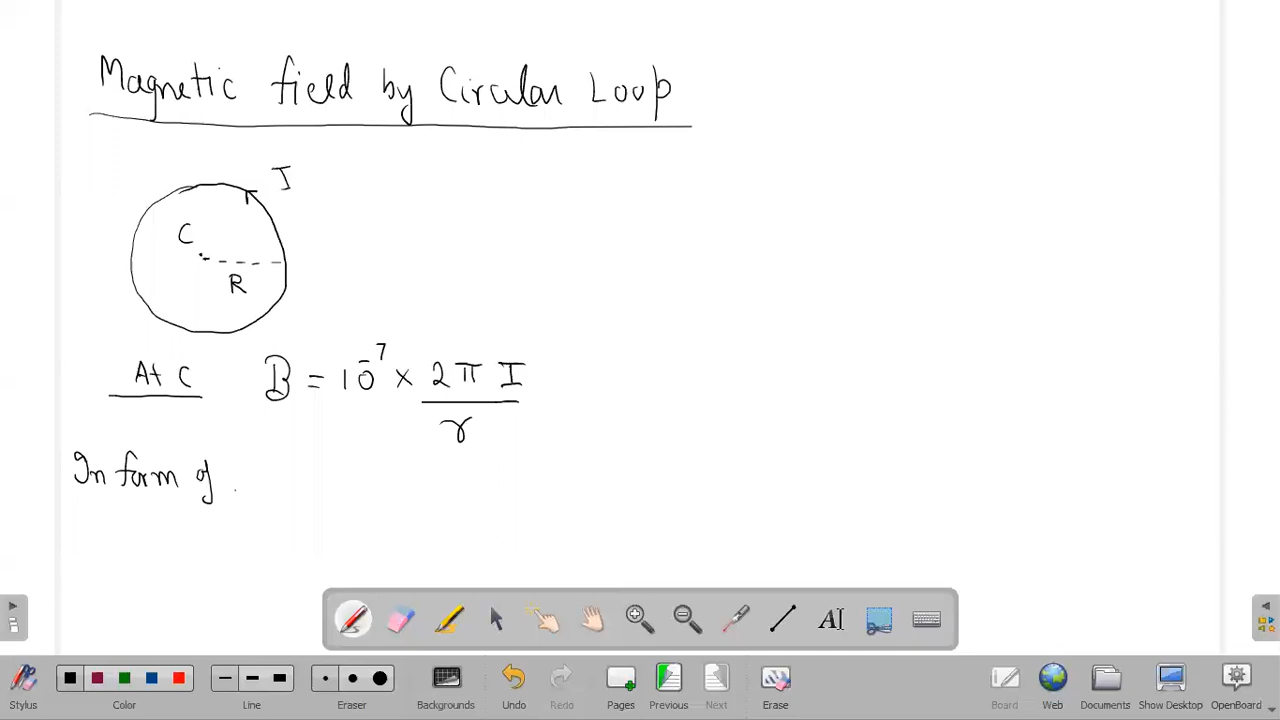 Magnetic field by Circular Loop
I
C
R
At C B = 10⁻⁷ × 2π I / r
In form of
Stylus Color Line Eraser Backgrounds Undo Redo Pages Previous Next Erase Board Web Documents Show Desktop OpenBoard